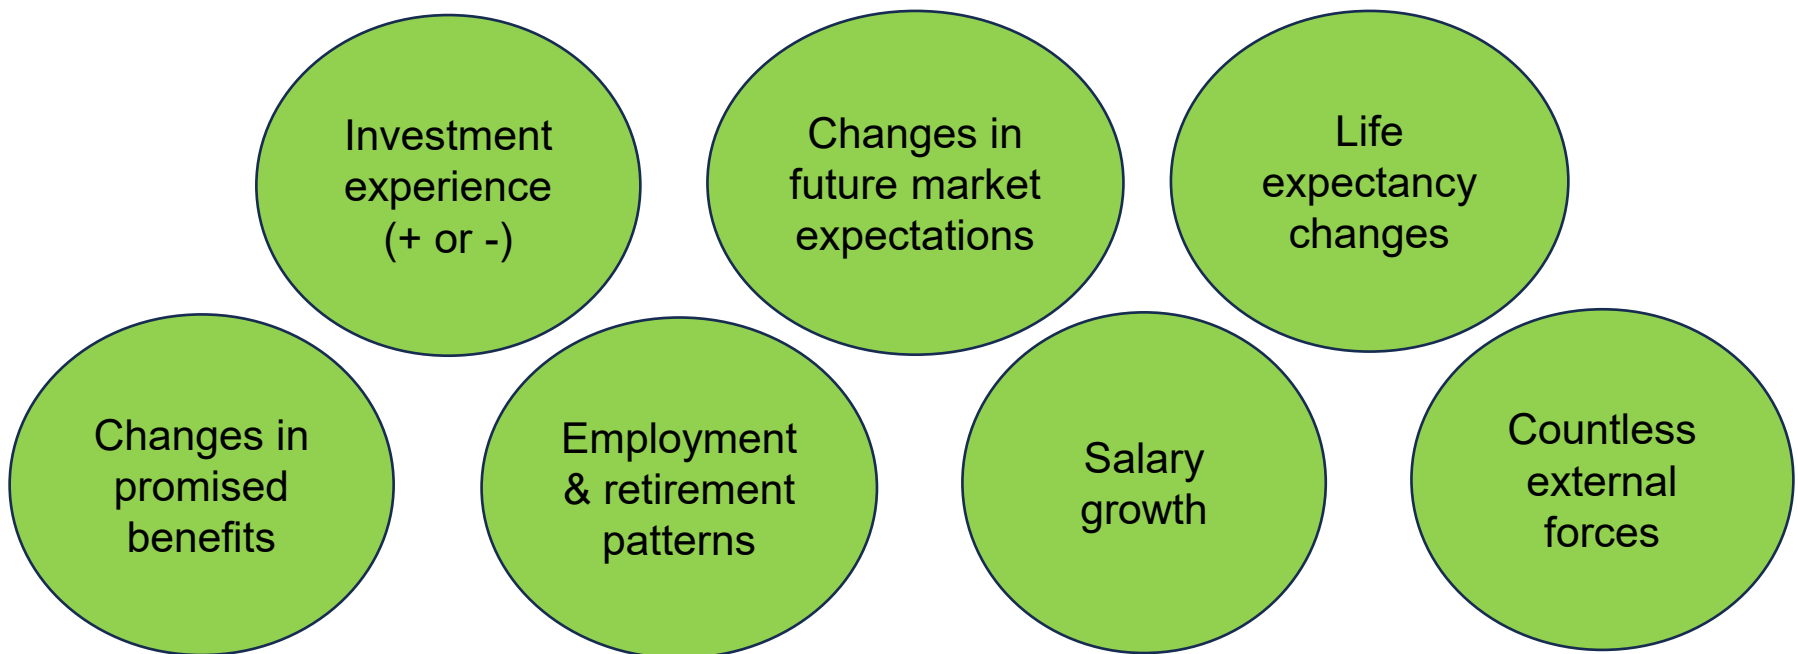 Investment
experience
(+ or -)
Changes in
future market
expectations
Life
expectancy
changes
Changes in
promised
benefits
Employment
& retirement
patterns
Salary
growth
Countless
external
forces